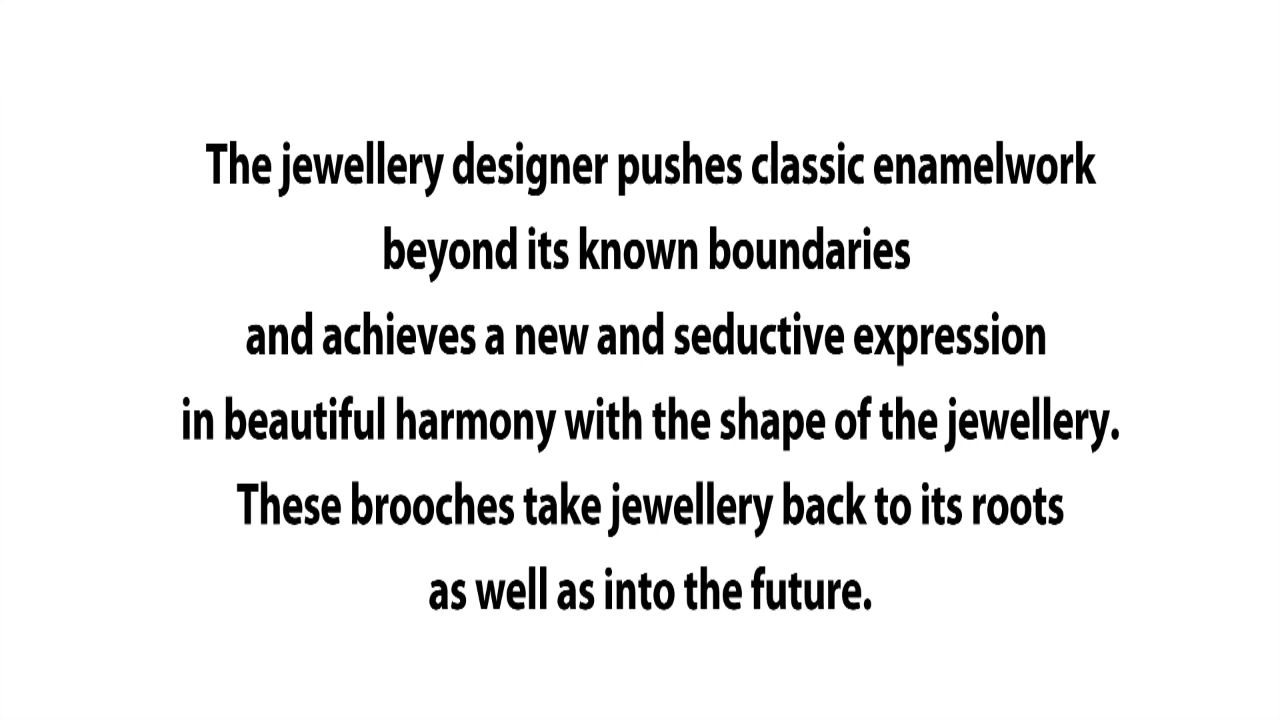 The jewellery designer pushes classic enamelwork
beyond its known boundaries
and achieves a new and seductive expression
in beautiful harmony with the shape of the jewellery.
These brooches take jewellery back to its roots
as well as into the future.